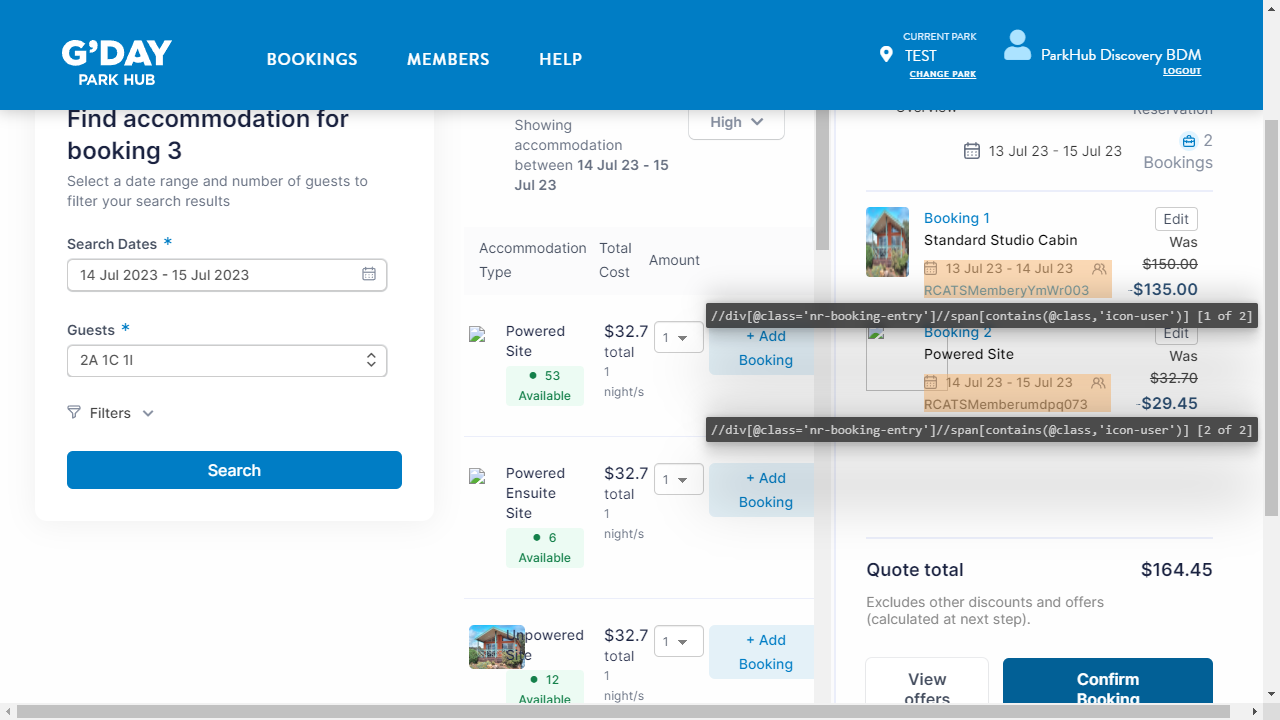 G'DAY
PARK HUB
BOOKINGS
MEMBERS
HELP
CURRENT PARK
TEST
CHANGE PARK
ParkHub Discovery BDM
LOGOUT
Find accommodation for
booking 3
Select a date range and number of guests to
filter your search results
Search Dates *
14 Jul 2023 - 15 Jul 2023
Guests *
2A 1C 1I
Filters
Search
Showing
accommodation
between 14 Jul 23 - 15
Jul 23
High
Accommodation
Type
Total
Cost
Amount
Powered
Site
53
Available
$32.7
total
1
night/s
1
+ Add
Booking
Powered
Ensuite
Site
6
Available
$32.7
total
1
night/s
1
+ Add
Booking
Unpowered
Site
12
Available
$32.7
total
1
night/s
1
+ Add
Booking
Overview
Reservation
13 Jul 23 - 15 Jul 23
2
Bookings
Booking 1
Edit
Standard Studio Cabin
Was
13 Jul 23 - 14 Jul 23
$150.00
RCATSMemberyYmWr003
-$135.00
//div[@class='nr-booking-entry']//span[contains(@class,'icon-user')] [1 of 2]
Booking 2
Edit
Powered Site
Was
14 Jul 23 - 15 Jul 23
$32.70
RCATSMemberumdpq073
-$29.45
//div[@class='nr-booking-entry']//span[contains(@class,'icon-user')] [2 of 2]
Quote total
$164.45
Excludes other discounts and offers
(calculated at next step).
View
offers
Confirm
Booking